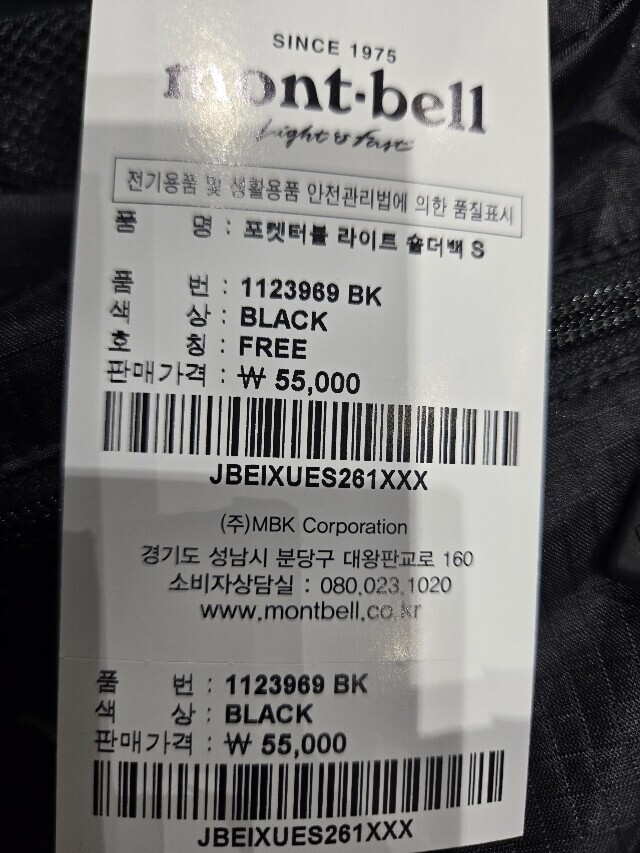 SINCE 1975
mont-bell
Light & Fast
전기용품 및 생활용품 안전관리법에 의한 품질표시
품 명 : 포켓터블 라이트 숄더백 S
품 번 : 1123969 BK
색 상 : BLACK
호 칭 : FREE
판매가격 : ₩ 55,000
JBEIXUES261XXX
(주)MBK Corporation
경기도 성남시 분당구 대왕판교로 160
소비자상담실 : 080.023.1020
www.montbell.co.kr
품 번 : 1123969 BK
색 상 : BLACK
판매가격 : ₩ 55,000
JBEIXUES261XXX